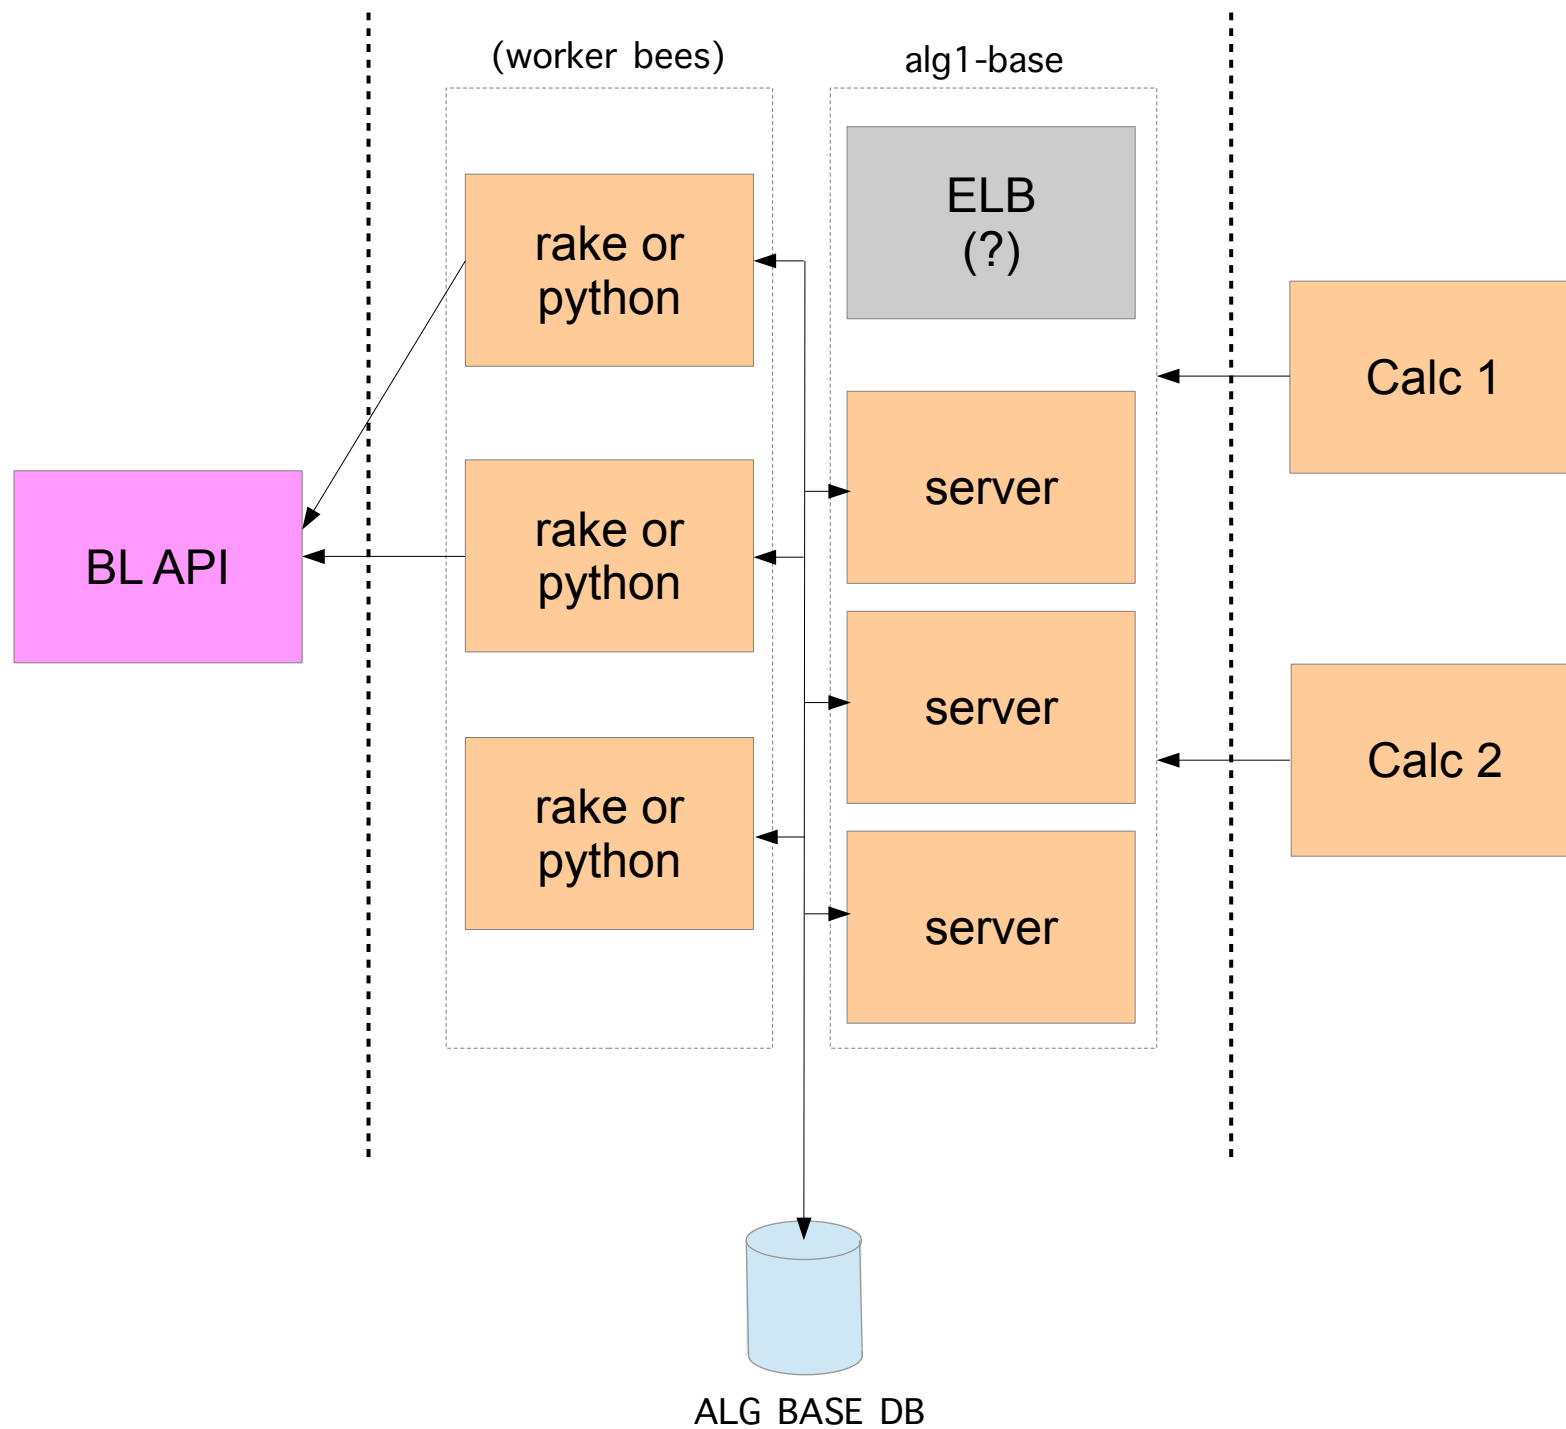 (worker bees)
alg1-base
ELB
(?)
rake or
python
Calc 1
server
BL API
rake or
python
server
Calc 2
rake or
python
server
ALG BASE DB